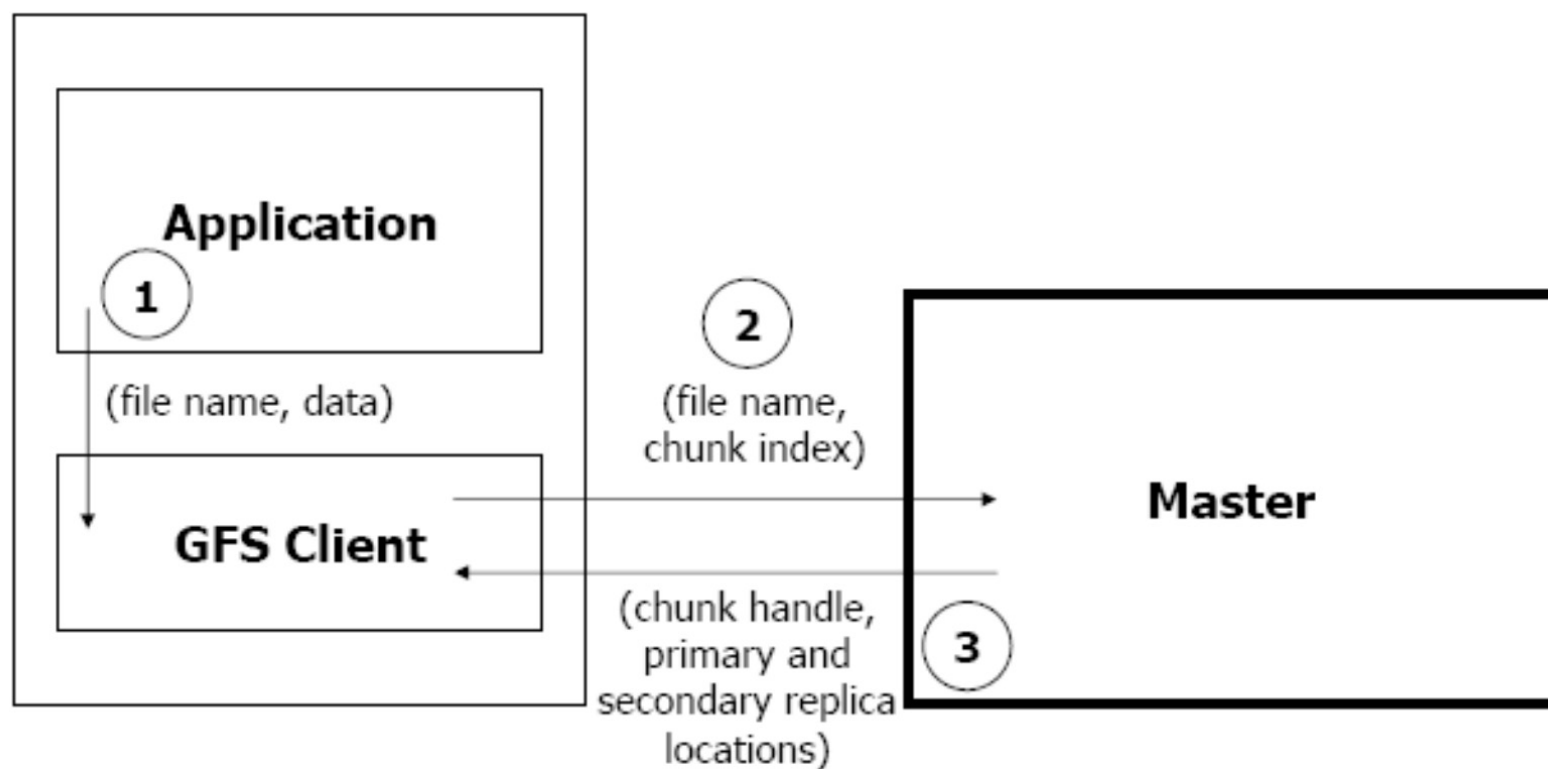 Application
1
(file name, data)
GFS Client
2
(file name,
chunk index)
(chunk handle,
primary and
secondary replica
locations)
Master
3